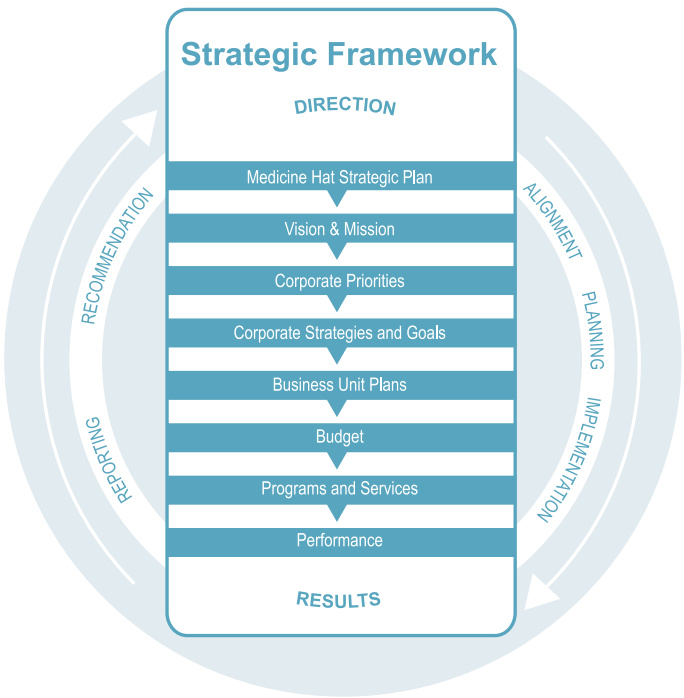 Strategic Framework
DIRECTION
Medicine Hat Strategic Plan
Vision & Mission
Corporate Priorities
Corporate Strategies and Goals
Business Unit Plans
Budget
Programs and Services
Performance
RESULTS
ALIGNMENT
PLANNING
IMPLEMENTATION
REPORTING
RECOMMENDATION